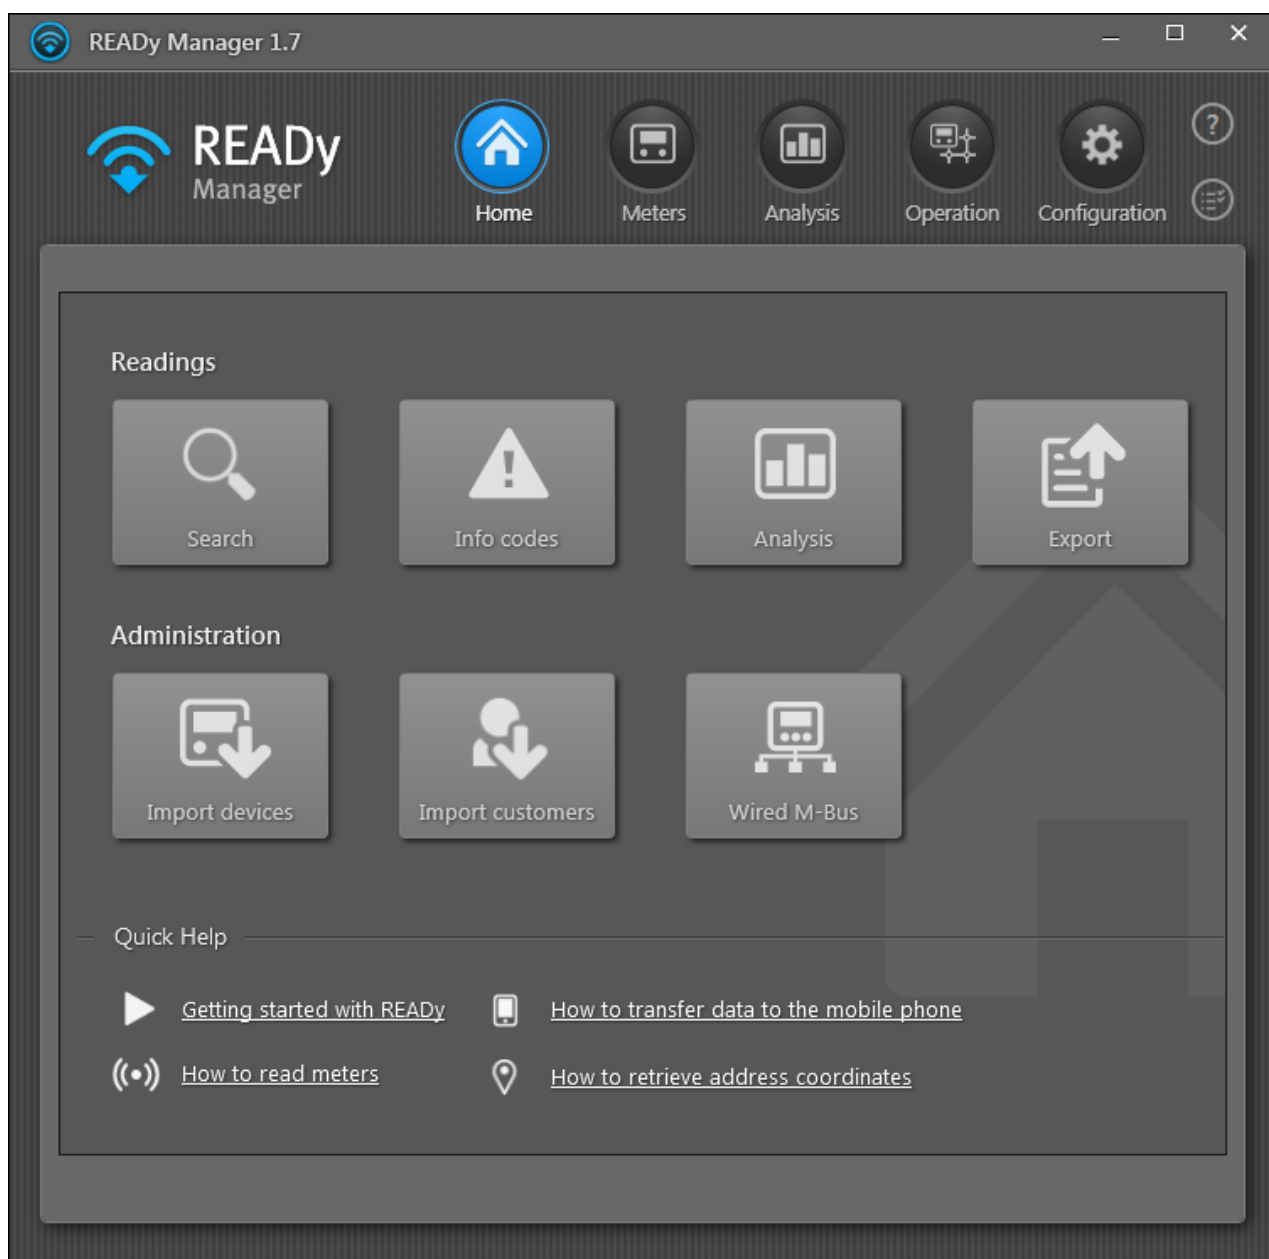 READy Manager 1.7
READy
Manager
Home
Meters
Analysis
Operation
Configuration
?
Readings
Search
Info codes
Analysis
Export
Administration
Import devices
Import customers
Wired M-Bus
Quick Help
Getting started with READy
How to transfer data to the mobile phone
How to read meters
How to retrieve address coordinates